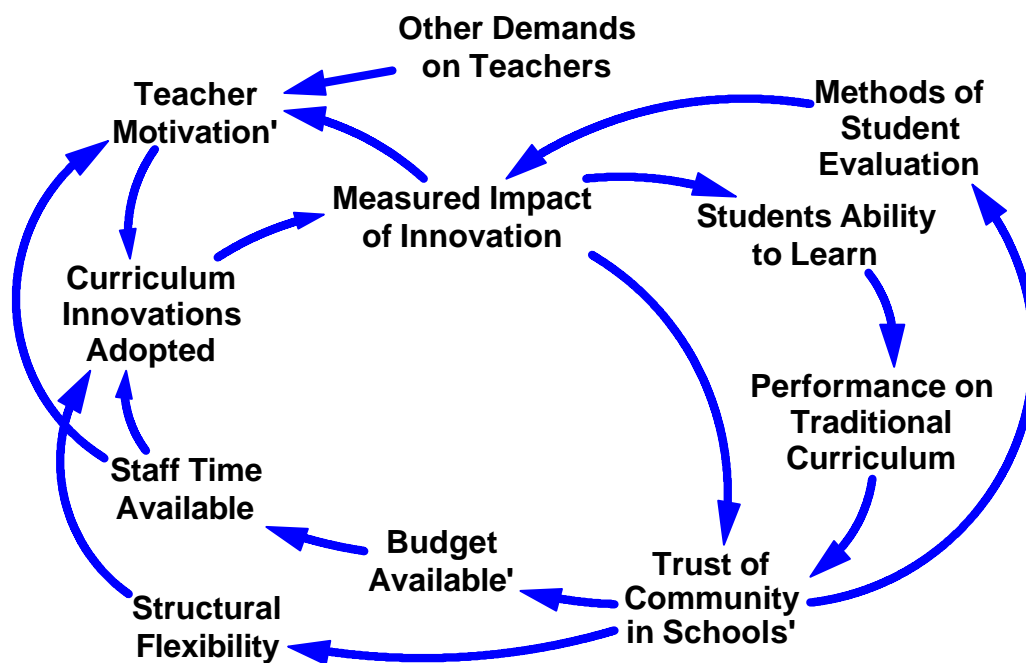 Other Demands
on Teachers
Teacher
Motivation'
Methods of
Student
Evaluation
Measured Impact
of Innovation
Students Ability
to Learn
Curriculum
Innovations
Adopted
Performance on
Traditional
Curriculum
Staff Time
Available
Budget
Available'
Trust of
Community
in Schools'
Structural
Flexibility